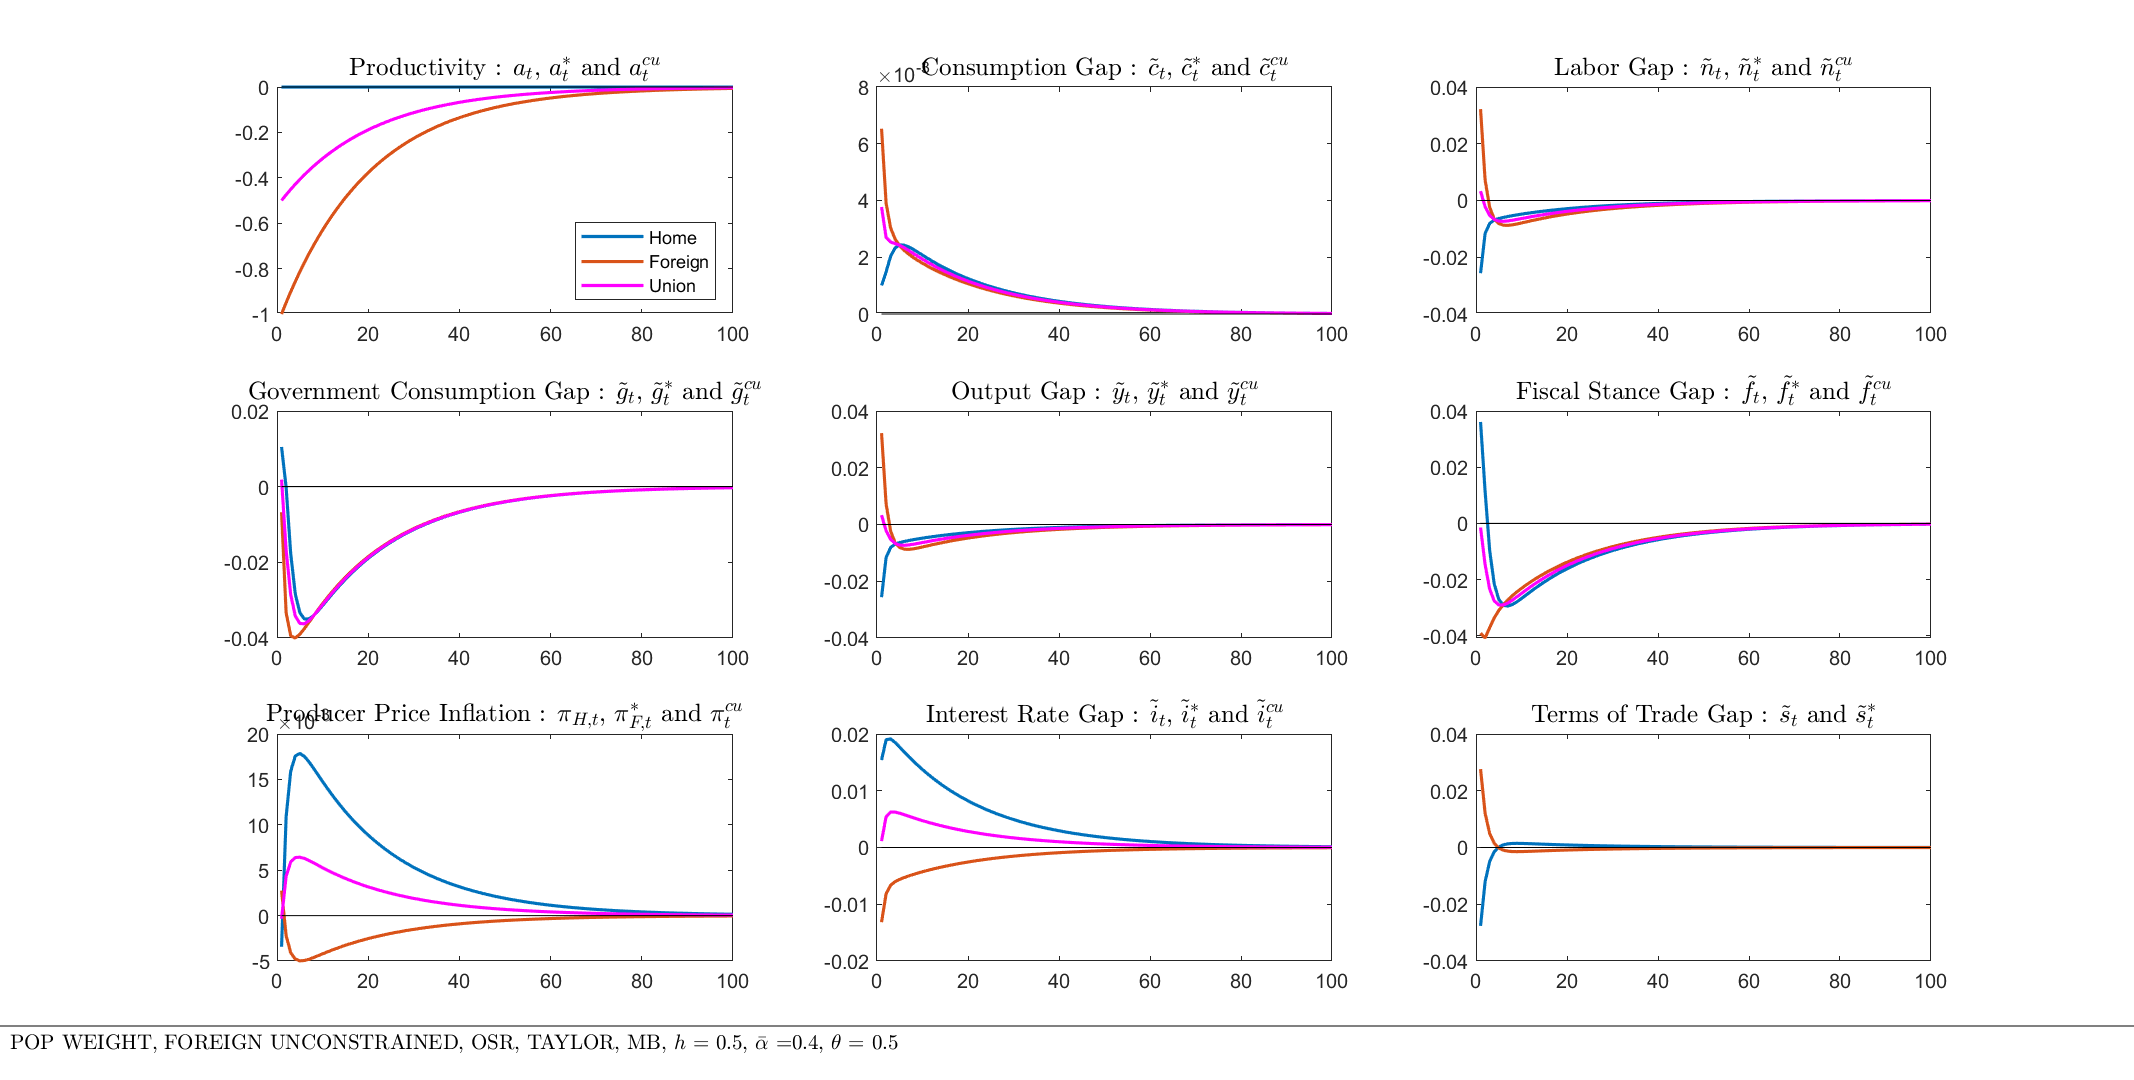 Productivity : a_t, a_t^* and a_t^{cu}
0
-0.2
-0.4
-0.6
-0.8
-1
0 20 40 60 80 100
Home
Foreign
Union
×10^{-3}
Consumption Gap : c̃_t, c̃_t^* and c̃_t^{cu}
8
6
4
2
0
0 20 40 60 80 100
Labor Gap : ñ_t, ñ_t^* and ñ_t^{cu}
0.04
0.02
0
-0.02
-0.04
0 20 40 60 80 100
Government Consumption Gap : g̃_t, g̃_t^* and g̃_t^{cu}
0.02
0
-0.02
-0.04
0 20 40 60 80 100
Output Gap : ỹ_t, ỹ_t^* and ỹ_t^{cu}
0.04
0.02
0
-0.02
-0.04
0 20 40 60 80 100
Fiscal Stance Gap : f̃_t, f̃_t^* and f̃_t^{cu}
0.04
0.02
0
-0.02
-0.04
0 20 40 60 80 100
Producer Price Inflation : π_{H,t}, π_{F,t}^* and π_t^{cu}
×10^{-3}
20
15
10
5
0
-5
0 20 40 60 80 100
Interest Rate Gap : ĩ_t, ĩ_t^* and ĩ_t^{cu}
0.02
0.01
0
-0.01
-0.02
0 20 40 60 80 100
Terms of Trade Gap : s̃_t and s̃_t^*
0.04
0.02
0
-0.02
-0.04
0 20 40 60 80 100
POP WEIGHT, FOREIGN UNCONSTRAINED, OSR, TAYLOR, MB, h = 0.5, ᾱ =0.4, θ = 0.5